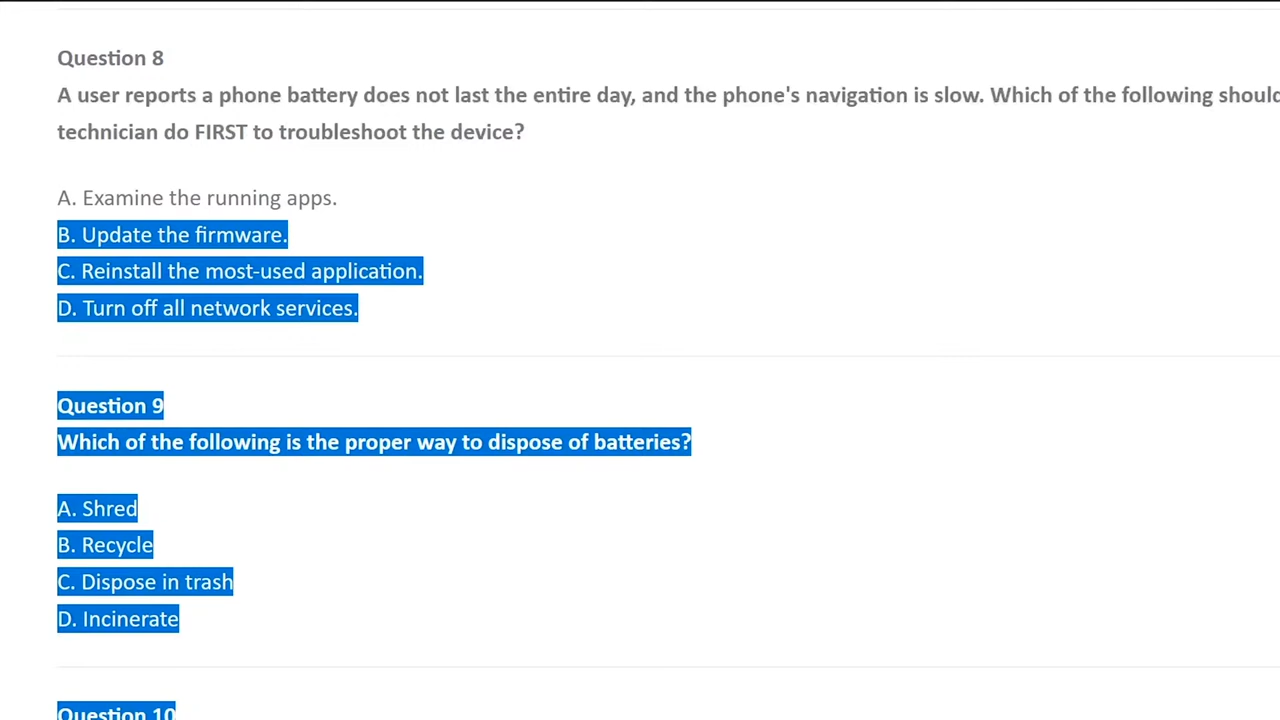 Question 8
A user reports a phone battery does not last the entire day, and the phone's navigation is slow. Which of the following should
technician do FIRST to troubleshoot the device?
A. Examine the running apps.
B. Update the firmware.
C. Reinstall the most-used application.
D. Turn off all network services.
Question 9
Which of the following is the proper way to dispose of batteries?
A. Shred
B. Recycle
C. Dispose in trash
D. Incinerate
Question 10